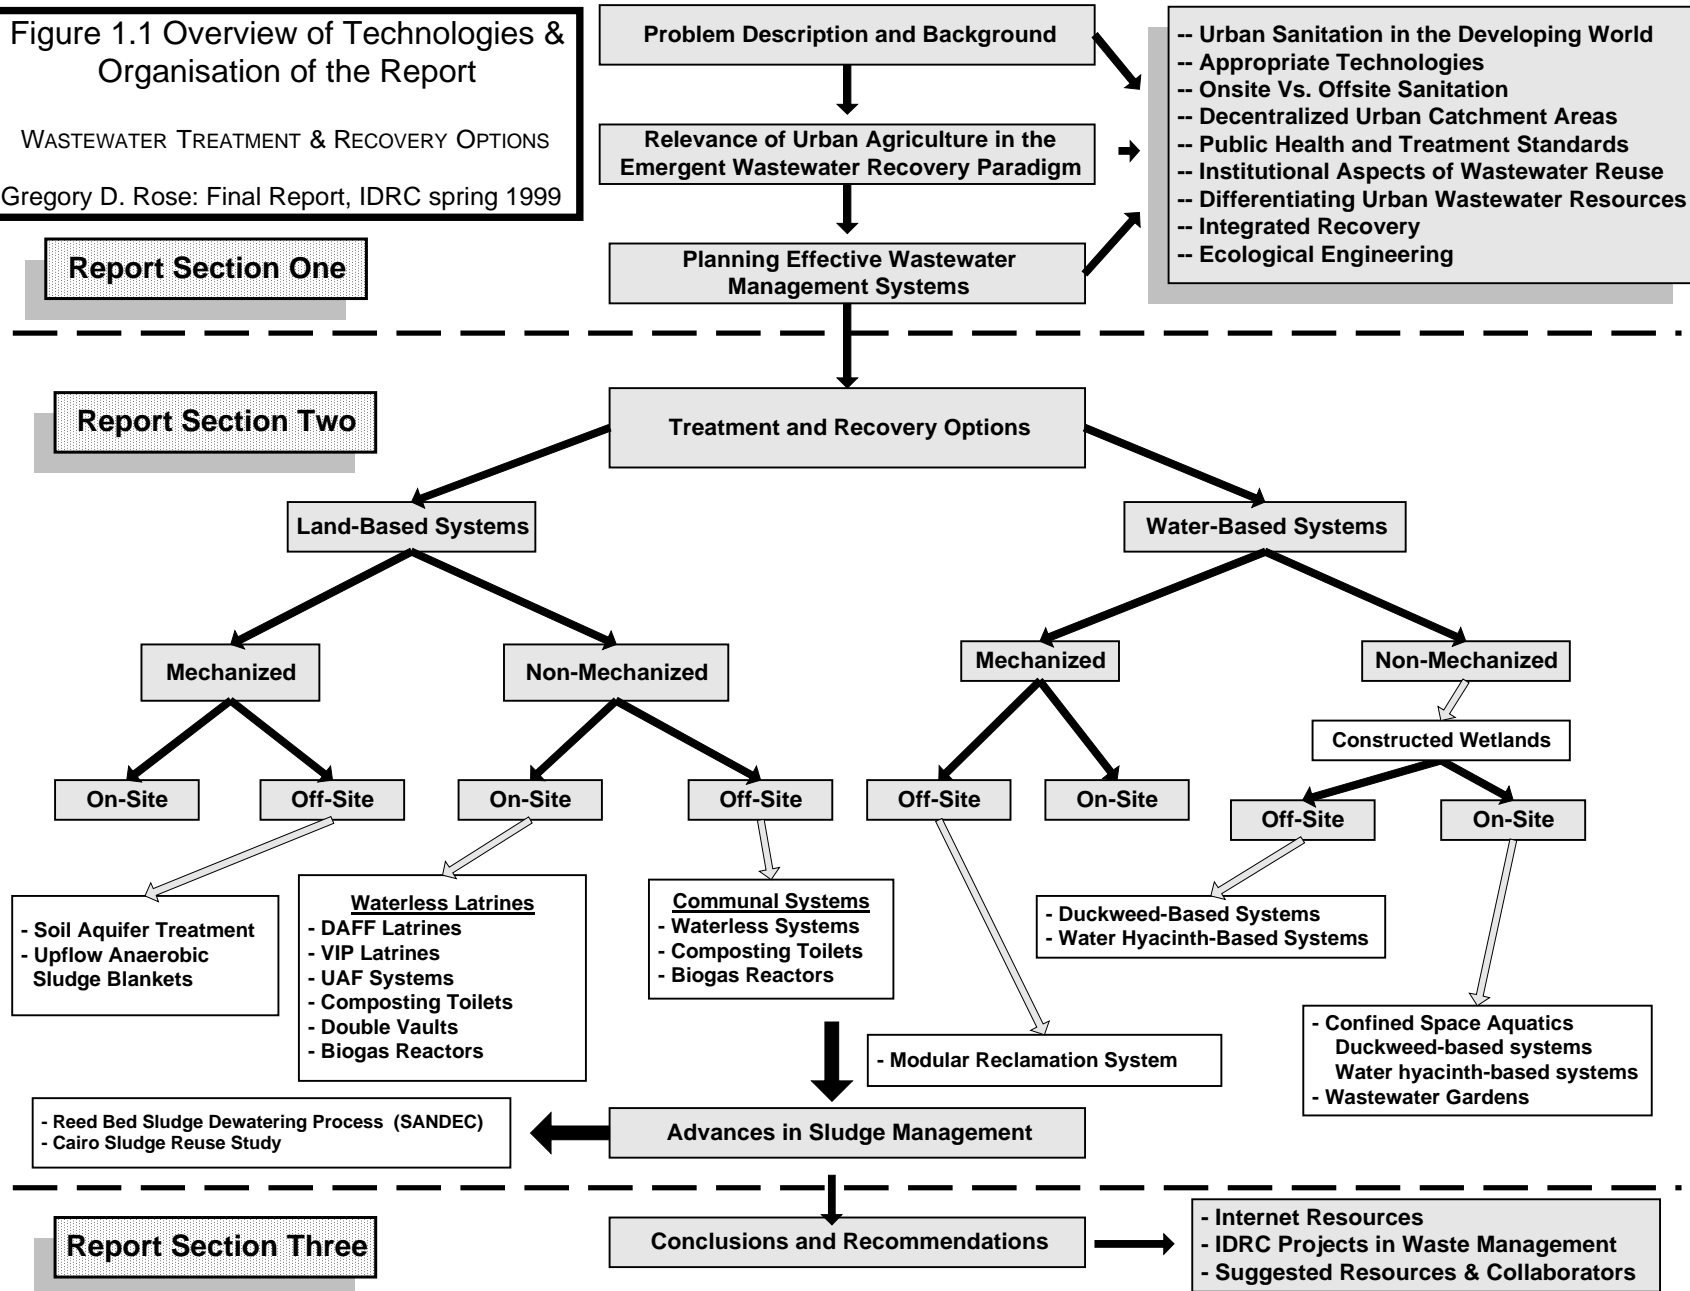 Figure 1.1 Overview of Technologies &
Organisation of the Report
WASTEWATER TREATMENT & RECOVERY OPTIONS
Gregory D. Rose: Final Report, IDRC spring 1999
Problem Description and Background
Relevance of Urban Agriculture in the
Emergent Wastewater Recovery Paradigm
Planning Effective Wastewater
Management Systems
-- Urban Sanitation in the Developing World
-- Appropriate Technologies
-- Onsite Vs. Offsite Sanitation
-- Decentralized Urban Catchment Areas
-- Public Health and Treatment Standards
-- Institutional Aspects of Wastewater Reuse
-- Differentiating Urban Wastewater Resources
-- Integrated Recovery
-- Ecological Engineering
Report Section One
Report Section Two
Treatment and Recovery Options
Land-Based Systems
Water-Based Systems
Mechanized
Non-Mechanized
Mechanized
Non-Mechanized
Constructed Wetlands
On-Site
Off-Site
On-Site
Off-Site
Off-Site
On-Site
Off-Site
On-Site
- Soil Aquifer Treatment
- Upflow Anaerobic
Sludge Blankets
Waterless Latrines
- DAFF Latrines
- VIP Latrines
- UAF Systems
- Composting Toilets
- Double Vaults
- Biogas Reactors
Communal Systems
- Waterless Systems
- Composting Toilets
- Biogas Reactors
- Modular Reclamation System
- Duckweed-Based Systems
- Water Hyacinth-Based Systems
- Confined Space Aquatics
Duckweed-based systems
Water hyacinth-based systems
- Wastewater Gardens
- Reed Bed Sludge Dewatering Process (SANDEC)
- Cairo Sludge Reuse Study
Advances in Sludge Management
Report Section Three
Conclusions and Recommendations
- Internet Resources
- IDRC Projects in Waste Management
- Suggested Resources & Collaborators